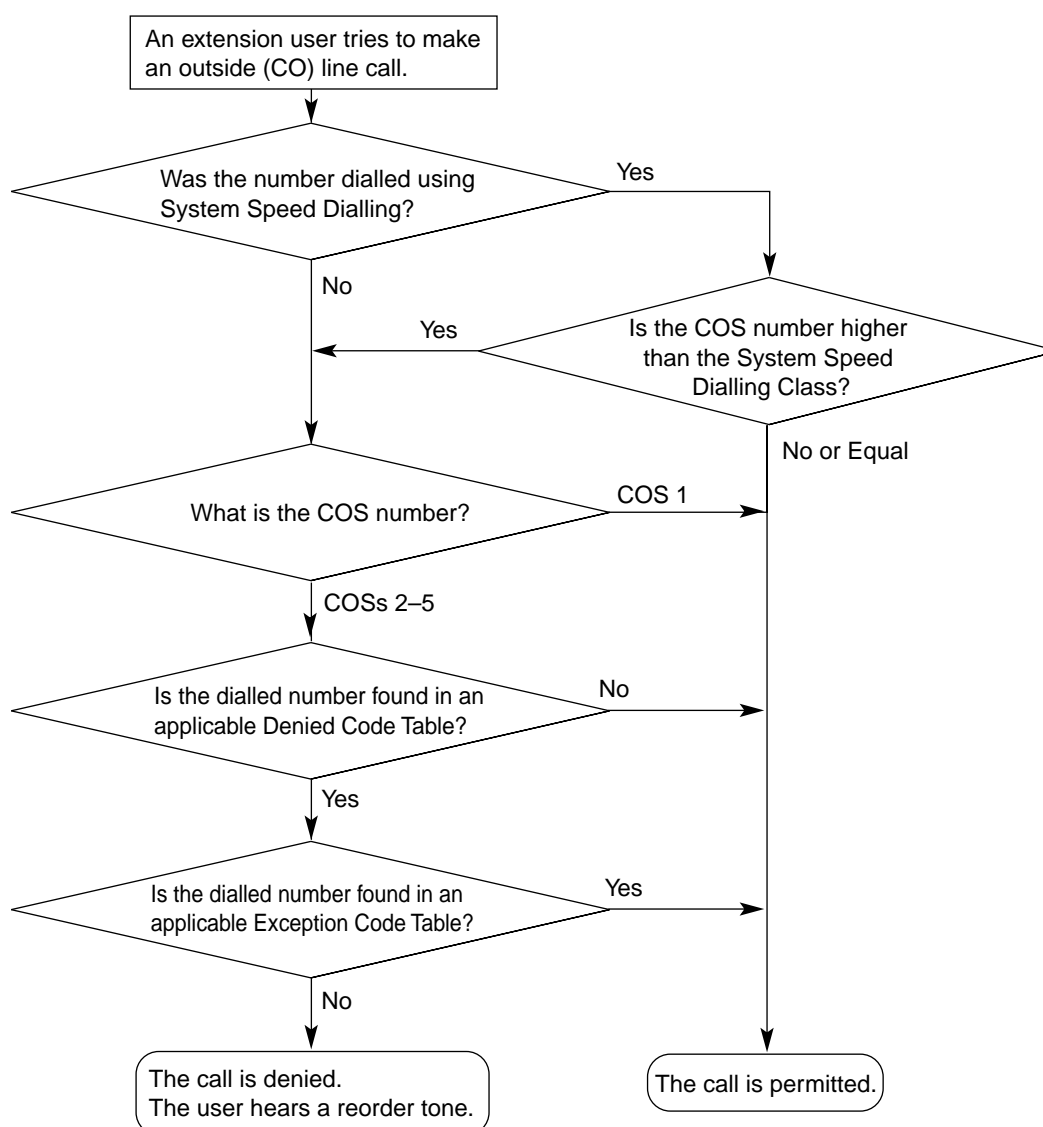 An extension user tries to make
an outside (CO) line call.
Was the number dialled using
System Speed Dialling?
Yes
No
Is the COS number higher
than the System Speed
Dialling Class?
Yes
No or Equal
What is the COS number?
COS 1
COSs 2–5
Is the dialled number found in an
applicable Denied Code Table?
No
Yes
Is the dialled number found in an
applicable Exception Code Table?
Yes
No
The call is denied.
The user hears a reorder tone.
The call is permitted.